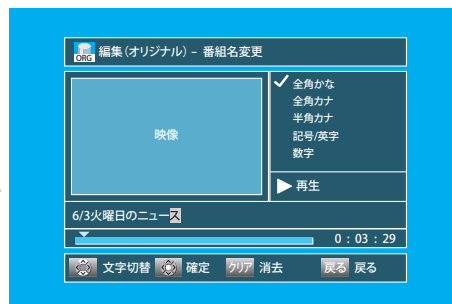 ORG 編集(オリジナル) – 番組名変更
映像
全角かな
全角カナ
半角カナ
記号/英字
数字
再生
6/3火曜日のニュース
0 : 03 : 29
文字切替 確定 クリア 消去 戻る 戻る